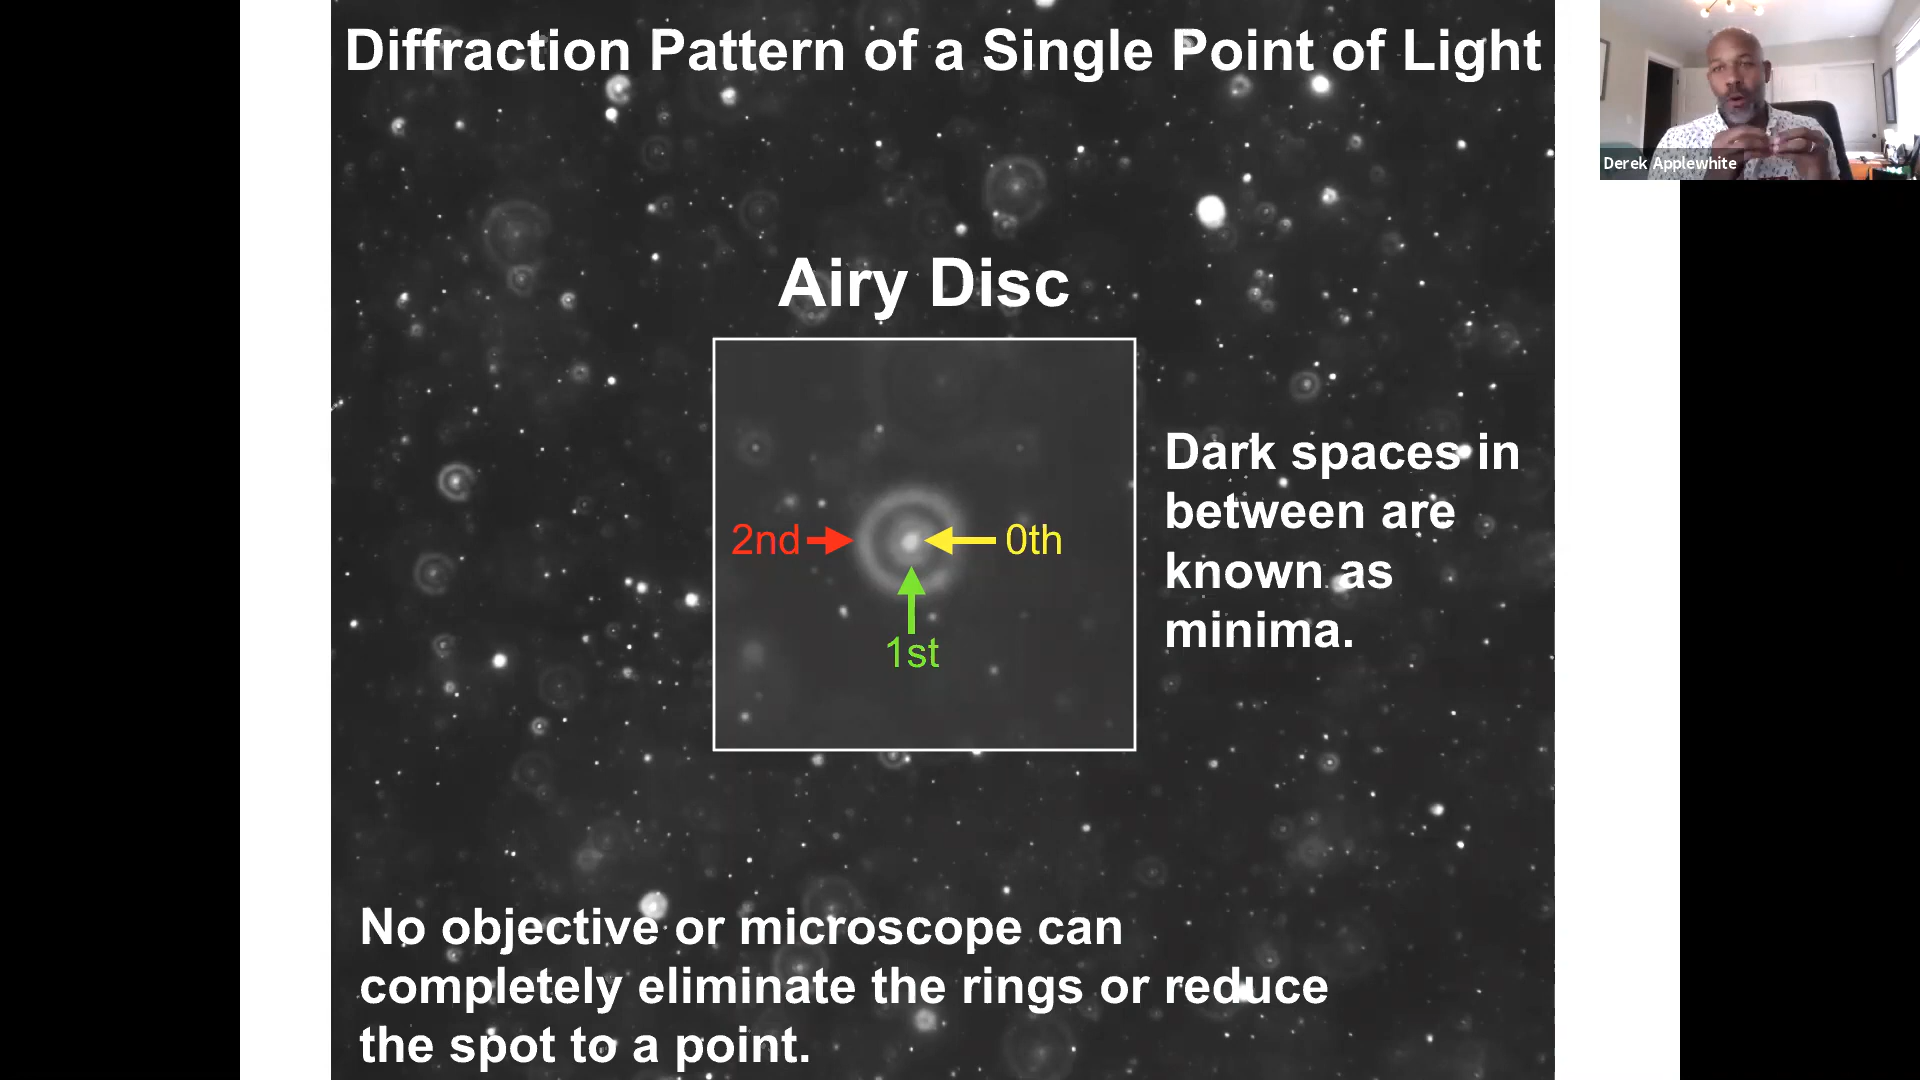 Diffraction Pattern of a Single Point of Light
Derek Applewhite
Airy Disc
Dark spaces in
between are
known as
minima.
2nd
0th
1st
No objective or microscope can
completely eliminate the rings or reduce
the spot to a point.